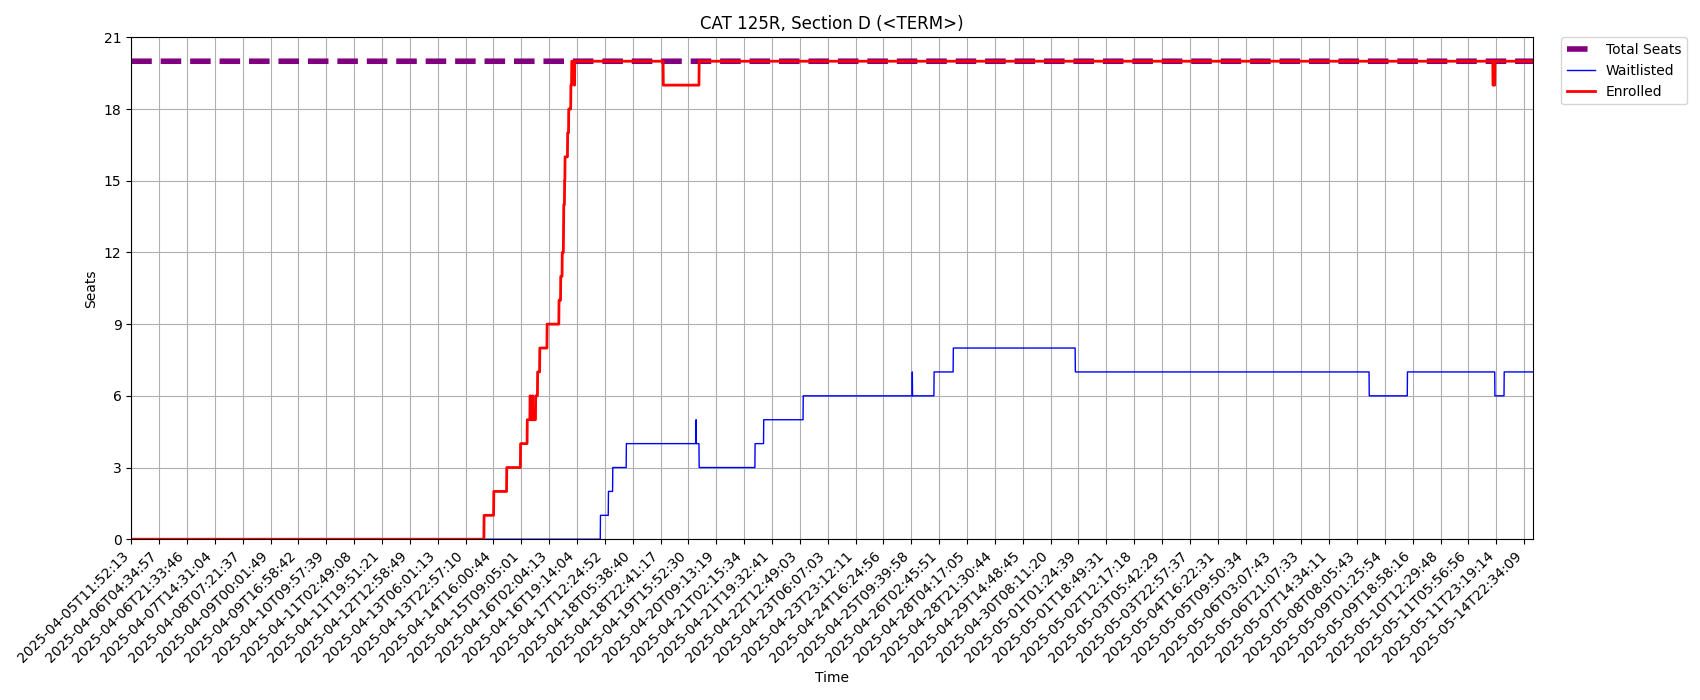 CAT 125R, Section D (<TERM>)
21
18
15
12
9
6
3
0
Seats
Total Seats
Waitlisted
Enrolled
2025-04-05T11:52:13
2025-04-06T04:34:57
2025-04-06T21:33:46
2025-04-07T14:31:04
2025-04-08T07:21:37
2025-04-09T00:01:49
2025-04-09T16:58:42
2025-04-10T09:57:39
2025-04-11T02:49:08
2025-04-11T19:51:21
2025-04-12T12:58:49
2025-04-13T06:01:13
2025-04-13T22:57:10
2025-04-14T16:00:44
2025-04-15T09:05:01
2025-04-16T02:04:13
2025-04-16T19:14:04
2025-04-17T12:24:52
2025-04-18T05:38:40
2025-04-18T22:41:17
2025-04-19T15:52:30
2025-04-20T09:13:19
2025-04-21T02:15:34
2025-04-21T19:32:41
2025-04-22T12:49:03
2025-04-23T06:07:03
2025-04-23T23:12:11
2025-04-24T16:24:56
2025-04-25T09:39:58
2025-04-26T02:45:51
2025-04-28T04:17:05
2025-04-28T21:30:44
2025-04-29T14:48:45
2025-04-30T08:11:20
2025-05-01T01:24:39
2025-05-01T18:49:31
2025-05-02T12:17:18
2025-05-03T05:42:29
2025-05-03T22:57:37
2025-05-04T16:22:31
2025-05-05T09:50:34
2025-05-06T03:07:43
2025-05-06T21:07:33
2025-05-07T14:34:11
2025-05-08T08:05:43
2025-05-09T01:25:54
2025-05-09T18:58:16
2025-05-10T12:29:48
2025-05-11T05:56:56
2025-05-11T23:19:14
2025-05-14T22:34:09
Time